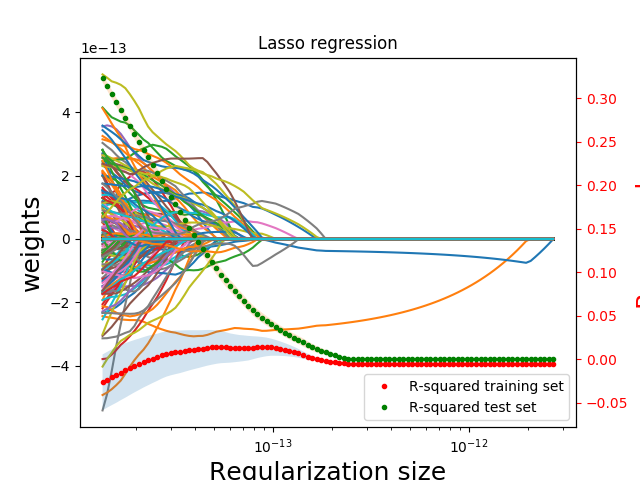 Lasso regression
1e−13
4
2
0
−2
−4
weights
0.30
0.25
0.20
0.15
0.10
0.05
0.00
−0.05
R-squared training set
R-squared test set
10−13
10−12
Regularization size